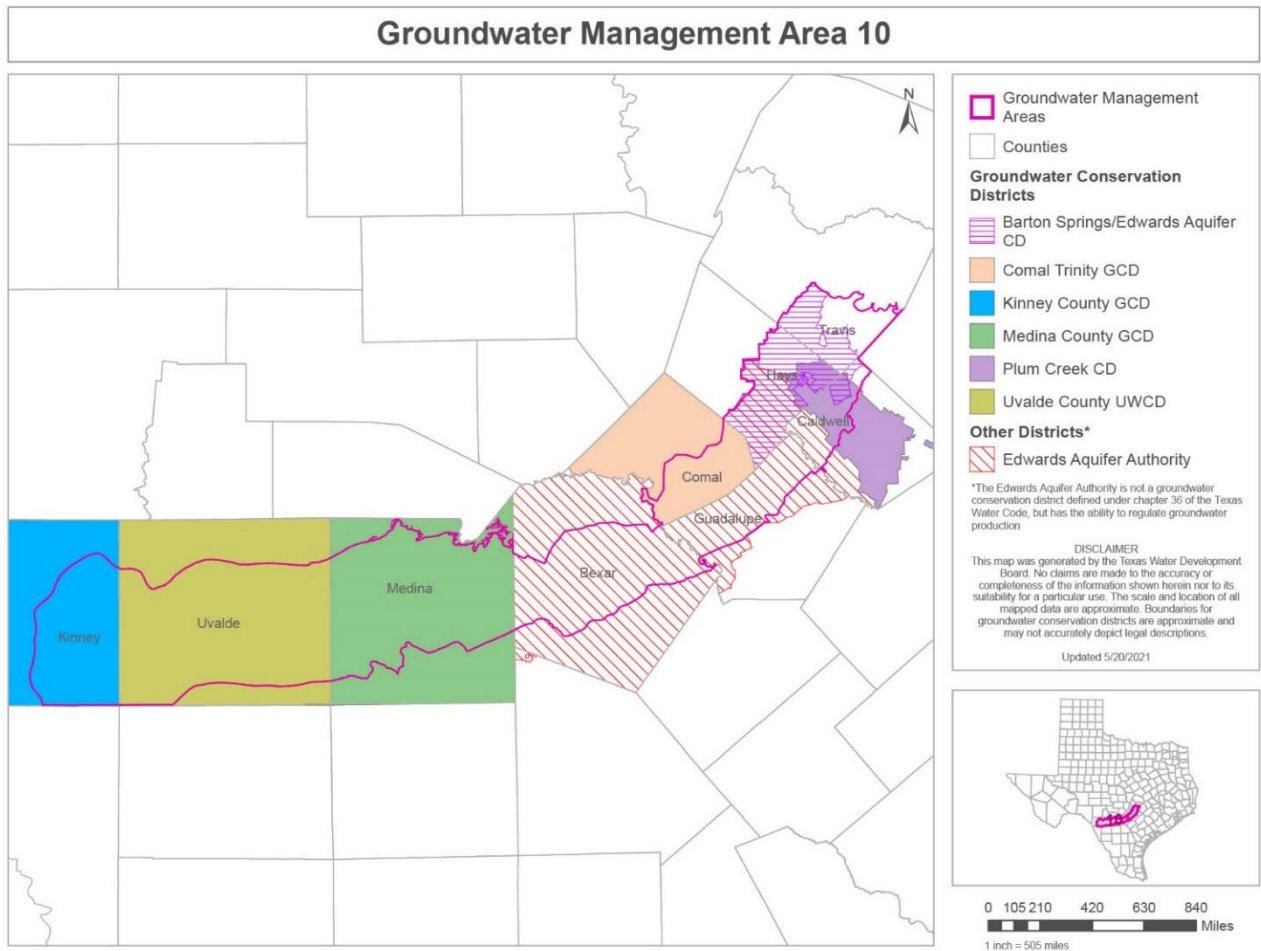 Groundwater Management Area 10
N
Travis
Hays
Caldwell
Comal
Guadalupe
Bexar
Medina
Uvalde
Kinney
Groundwater Management
Areas
Counties
Groundwater Conservation
Districts
Barton Springs/Edwards Aquifer
CD
Comal Trinity GCD
Kinney County GCD
Medina County GCD
Plum Creek CD
Uvalde County UWCD
Other Districts*
Edwards Aquifer Authority
*The Edwards Aquifer Authority is not a groundwater
conservation district defined under chapter 36 of the Texas
Water Code, but has the ability to regulate groundwater
production
DISCLAIMER
This map was generated by the Texas Water Development
Board. No claims are made to the accuracy or
completeness of the information shown herein nor to its
suitability for a particular use. The scale and location of all
mapped data are approximate. Boundaries for
groundwater conservation districts are approximate and
may not accurately depict legal descriptions.
Updated 5/20/2021
10
0 105 210 420 630 840
Miles
1 inch = 505 miles